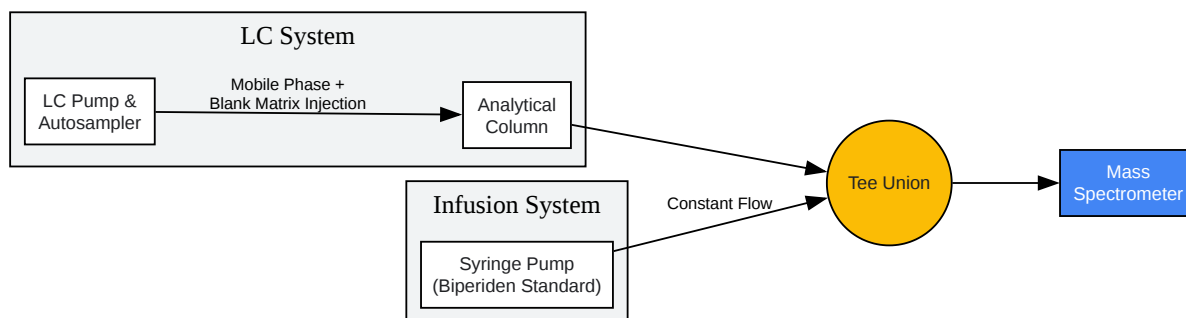 LC System
LC Pump &
Autosampler
Mobile Phase +
Blank Matrix Injection
Analytical
Column
Infusion System
Syringe Pump
(Biperiden Standard)
Constant Flow
Tee Union
Mass
Spectrometer